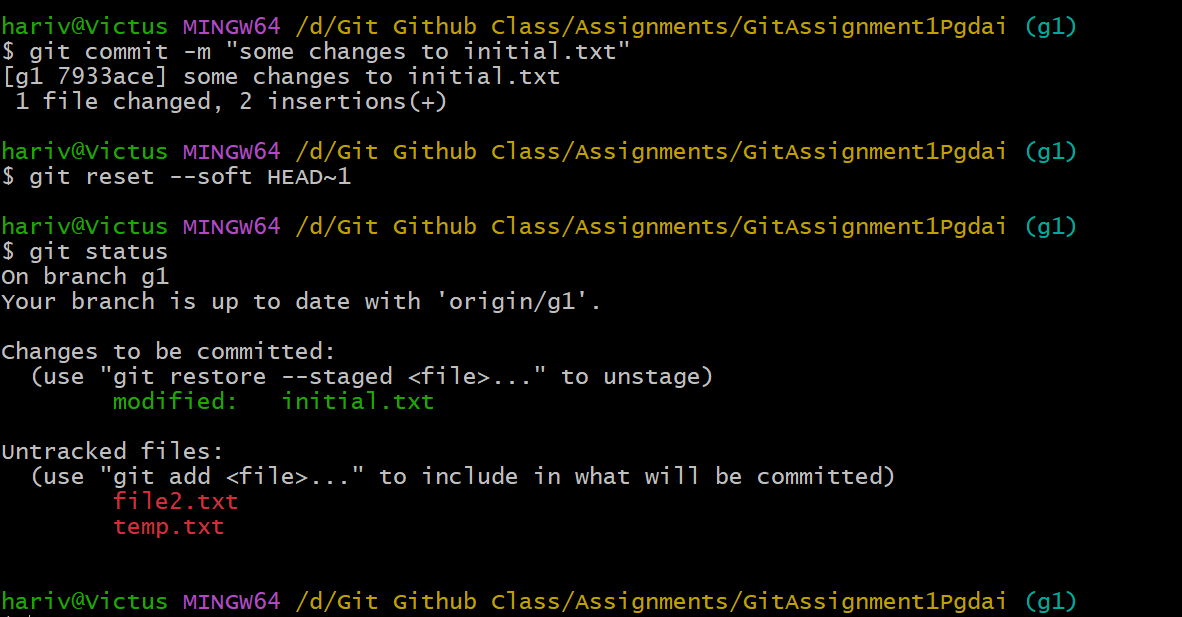 hariv@Victus MINGW64 /d/Git Github Class/Assignments/GitAssignment1Pgdai (g1)
$ git commit -m "some changes to initial.txt"
[g1 7933ace] some changes to initial.txt
 1 file changed, 2 insertions(+)

hariv@Victus MINGW64 /d/Git Github Class/Assignments/GitAssignment1Pgdai (g1)
$ git reset --soft HEAD~1

hariv@Victus MINGW64 /d/Git Github Class/Assignments/GitAssignment1Pgdai (g1)
$ git status
On branch g1
Your branch is up to date with 'origin/g1'.

Changes to be committed:
  (use "git restore --staged <file>..." to unstage)
        modified:   initial.txt

Untracked files:
  (use "git add <file>..." to include in what will be committed)
        file2.txt
        temp.txt

hariv@Victus MINGW64 /d/Git Github Class/Assignments/GitAssignment1Pgdai (g1)